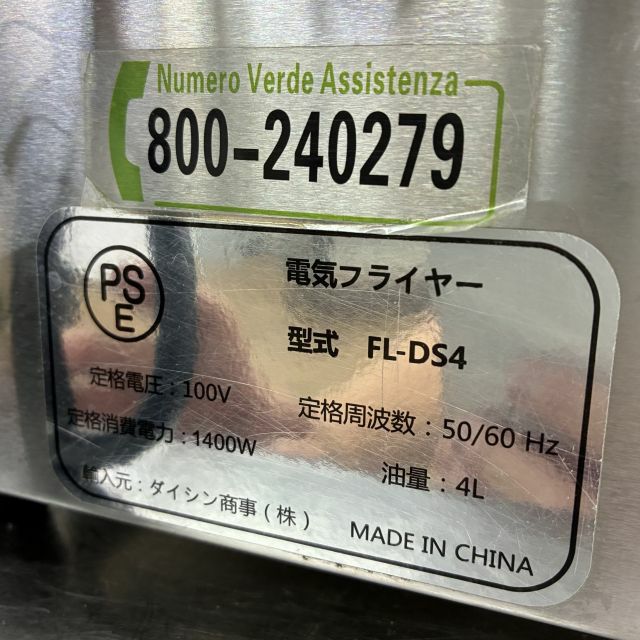 Numero Verde Assistenza
800-240279
PS
E
電気フライヤー
型式 FL-DS4
定格電圧：100V
定格周波数：50/60 Hz
定格消費電力：1400W
油量：4L
輸入元：ダイシン商事（株）
MADE IN CHINA